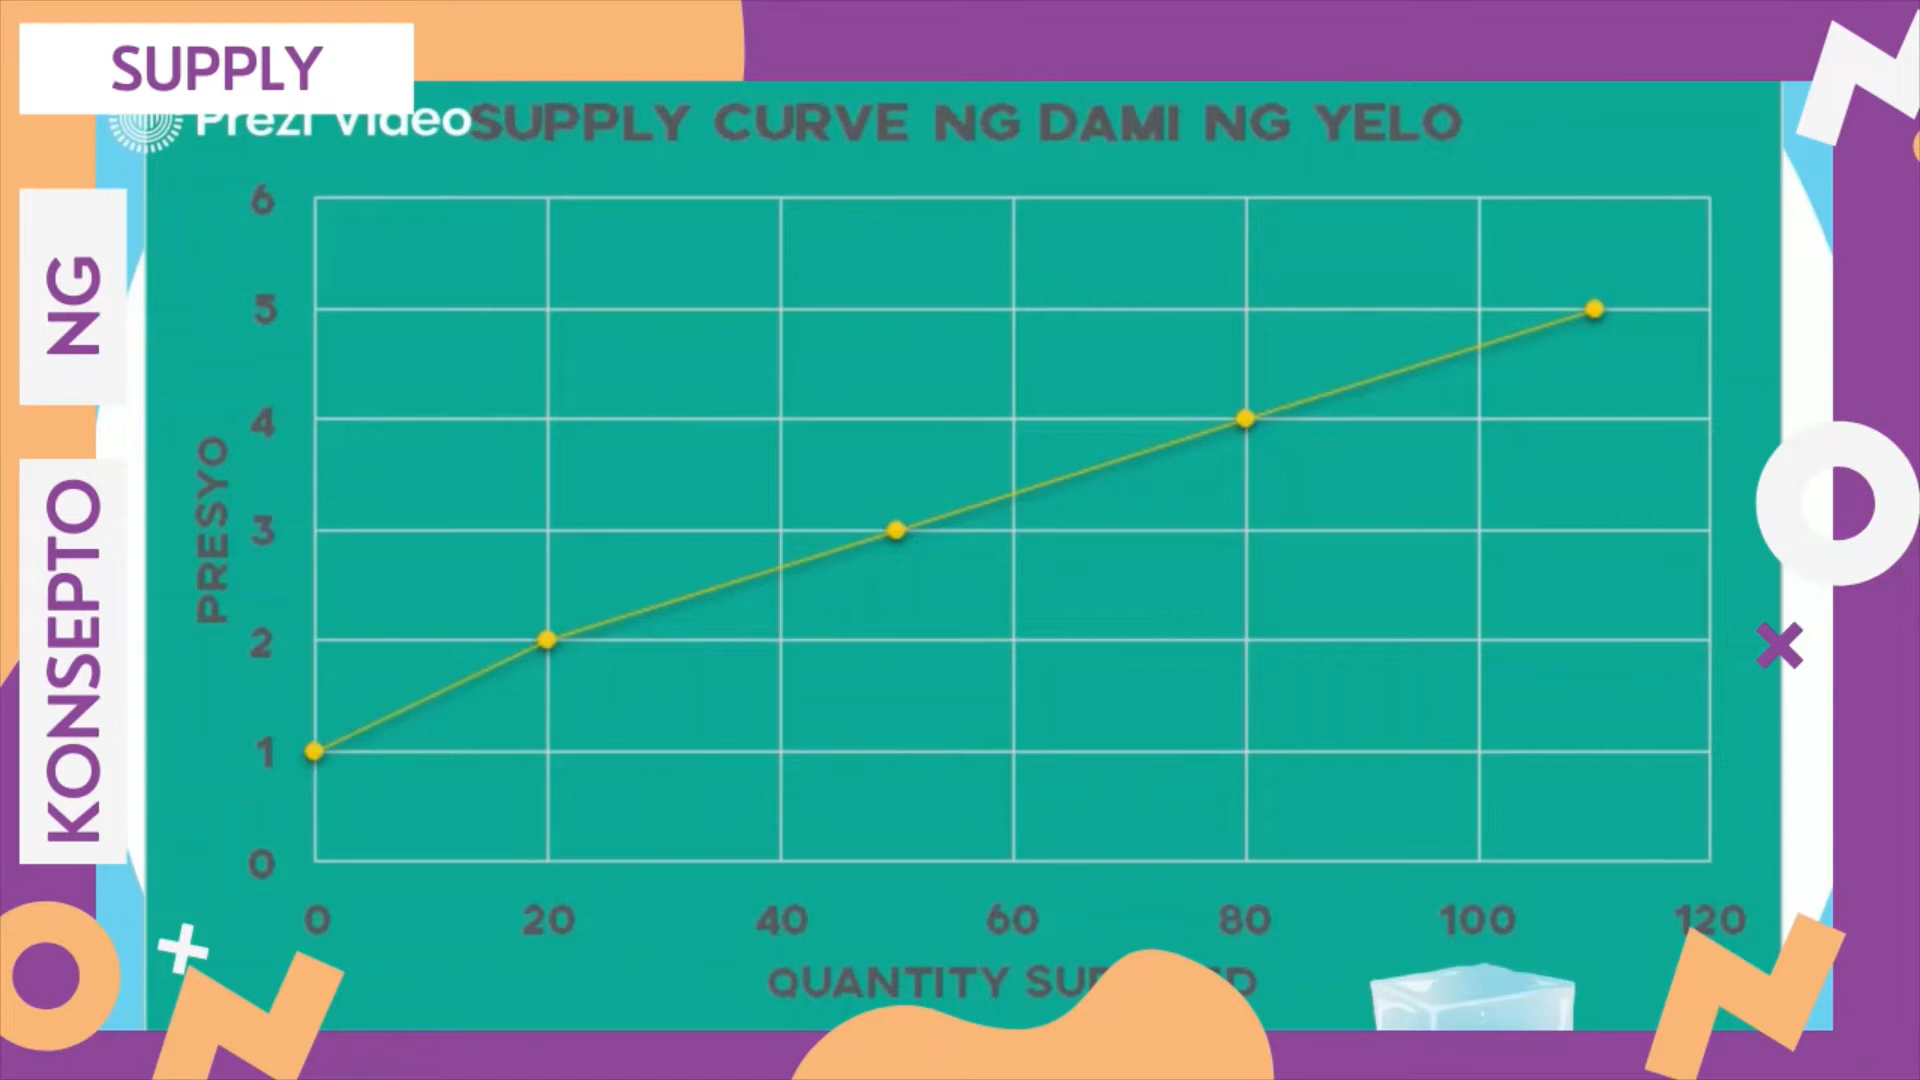 SUPPLY
NG
KONSEPTO
Prezi Video
SUPPLY CURVE NG DAMI NG YELO
6
5
4
3
2
1
0
PRESYO
0 20 40 60 80 100 120
QUANTITY